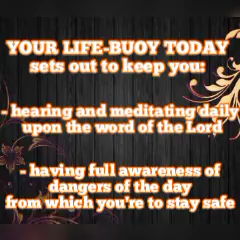 YOUR LIFE-BUOY TODAY
sets out to keep you:
- hearing and meditating daily
upon the word of the Lord
- having full awareness of
dangers of the day
from which you're to stay safe